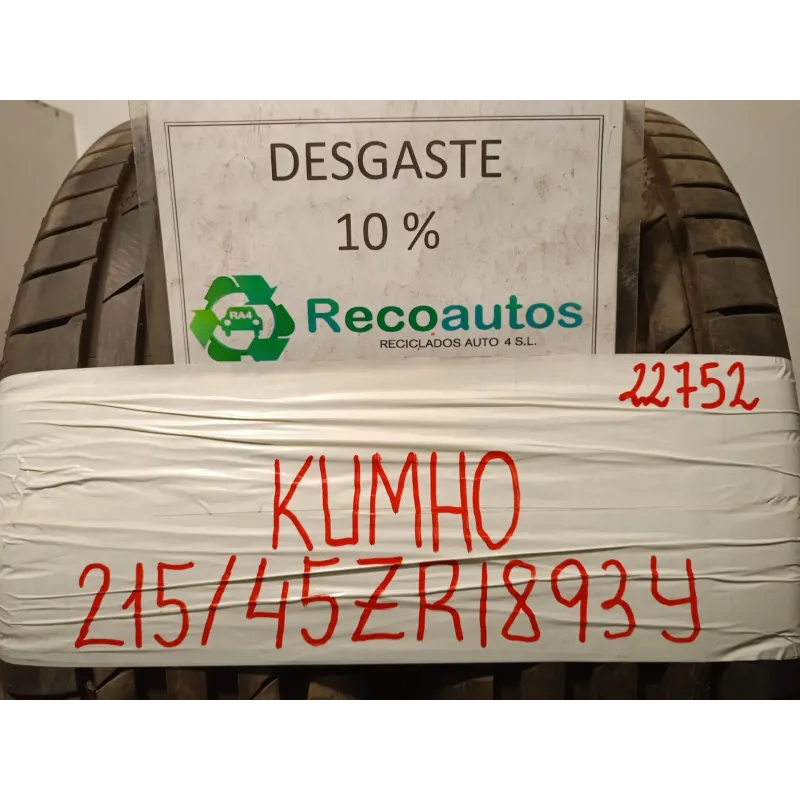 DESGASTE
10 %
RA4
Recoautos
RECICLADOS AUTO 4 S.L.
22752
KUMHO
215/45ZR1893Y